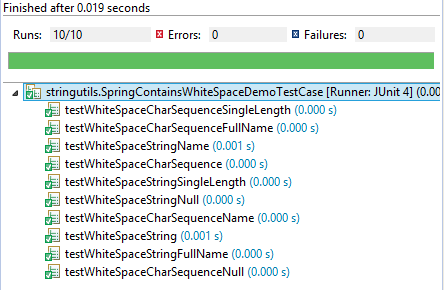 Finished after 0.019 seconds
Runs: 10/10 Errors: 0 Failures: 0
stringutils.SpringContainsWhiteSpaceDemoTestCase [Runner: JUnit 4] (0.00
testWhiteSpaceCharSequenceSingleLength (0.000 s)
testWhiteSpaceCharSequenceFullName (0.000 s)
testWhiteSpaceStringName (0.001 s)
testWhiteSpaceCharSequence (0.000 s)
testWhiteSpaceStringSingleLength (0.000 s)
testWhiteSpaceStringNull (0.000 s)
testWhiteSpaceCharSequenceName (0.000 s)
testWhiteSpaceString (0.001 s)
testWhiteSpaceStringFullName (0.000 s)
testWhiteSpaceCharSequenceNull (0.000 s)